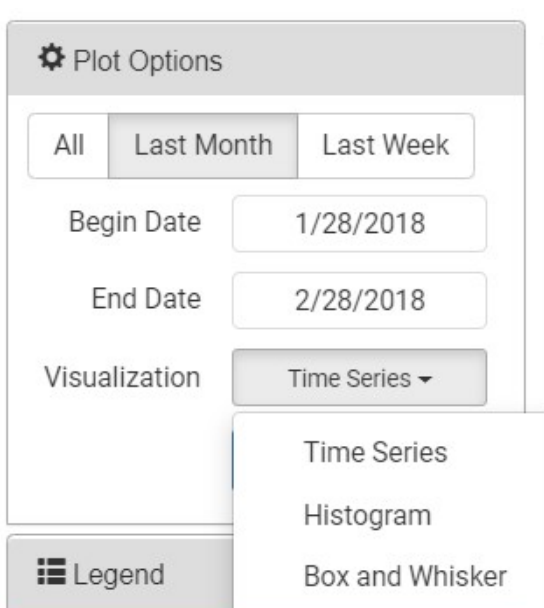 Plot Options
All Last Month Last Week
Begin Date 1/28/2018
End Date 2/28/2018
Visualization Time Series
Time Series
Histogram
Legend Box and Whisker